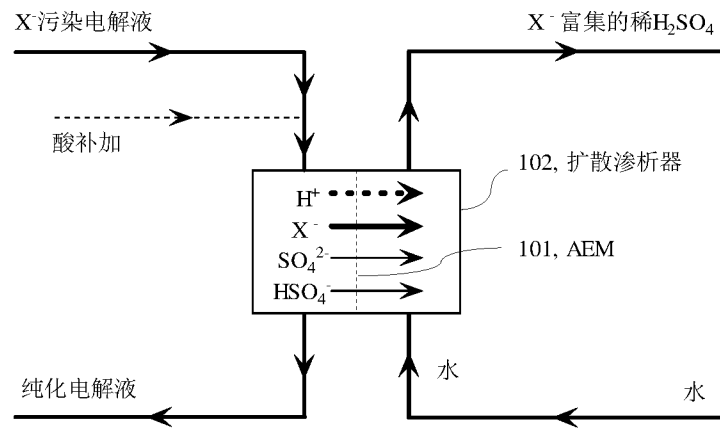 X⁻污染电解液
X⁻富集的稀H₂SO₄
酸补加
102, 扩散渗析器
H⁺
X⁻
SO₄²⁻
101, AEM
HSO₄⁻
水
纯化电解液
水